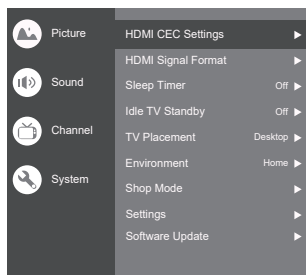 Picture
Sound
Channel
System
HDMI CEC Settings
HDMI Signal Format
Sleep Timer Off
Idle TV Standby Off
TV Placement Desktop
Environment Home
Shop Mode
Settings
Software Update